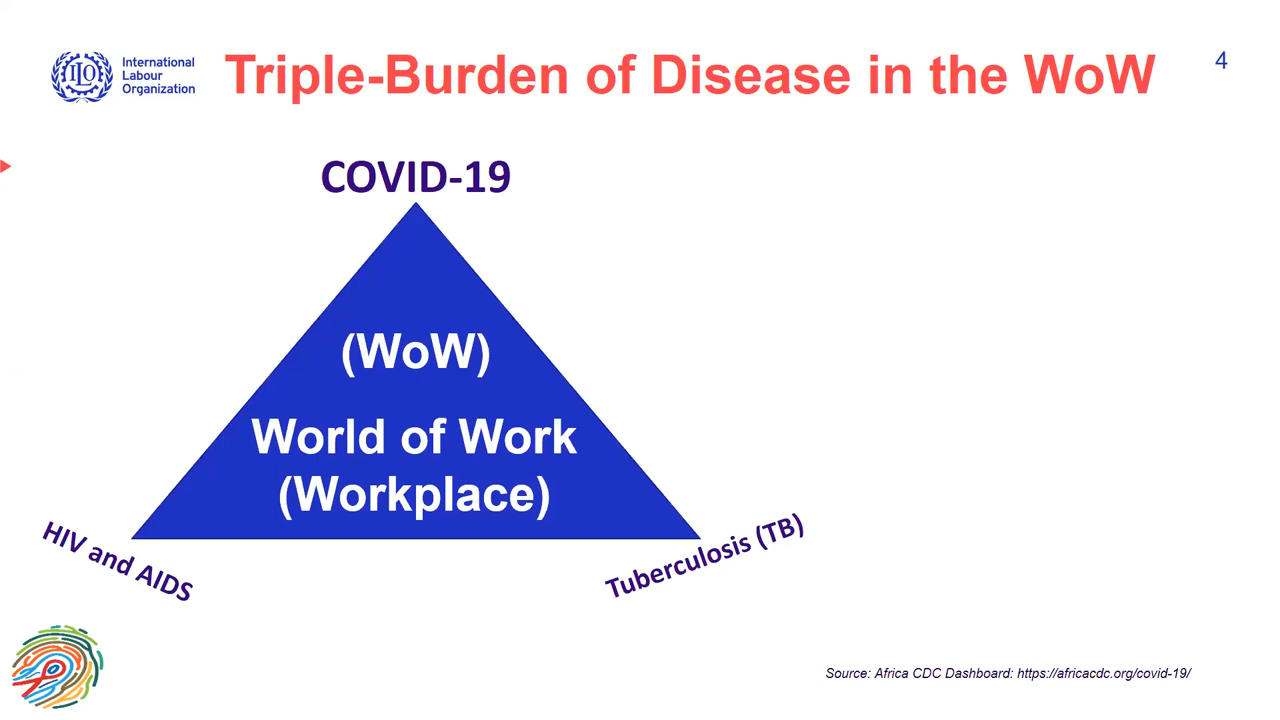 International
Labour
Organization
Triple-Burden of Disease in the WoW
4
COVID-19
(WoW)
World of Work
(Workplace)
HIV and AIDS
Tuberculosis (TB)
Source: Africa CDC Dashboard: https://africacdc.org/covid-19/